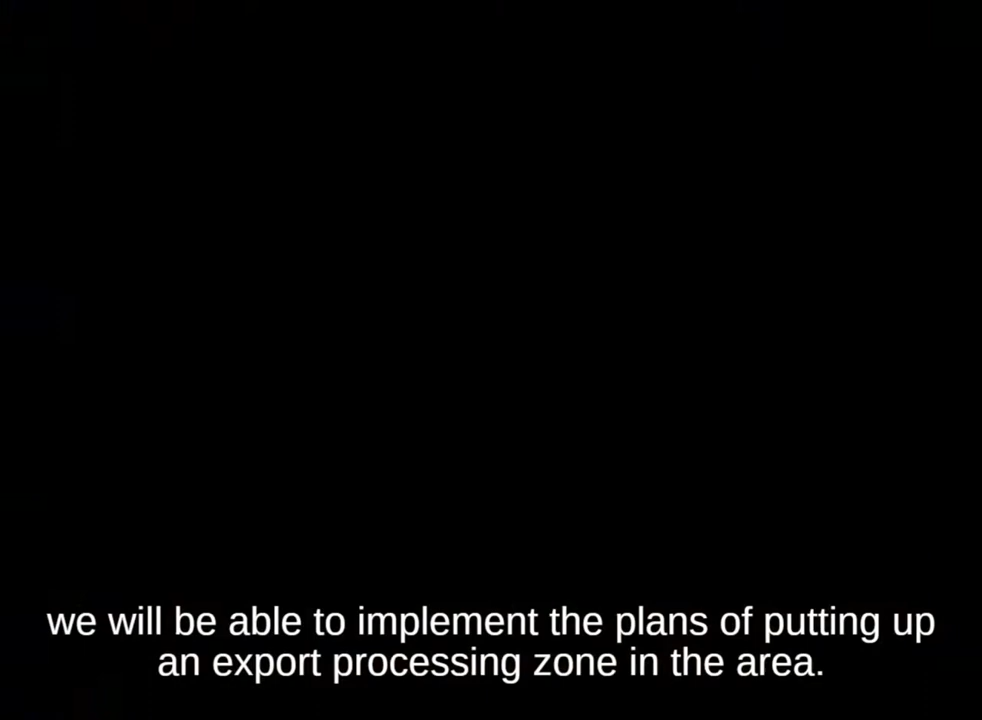 we will be able to implement the plans of putting up
an export processing zone in the area.